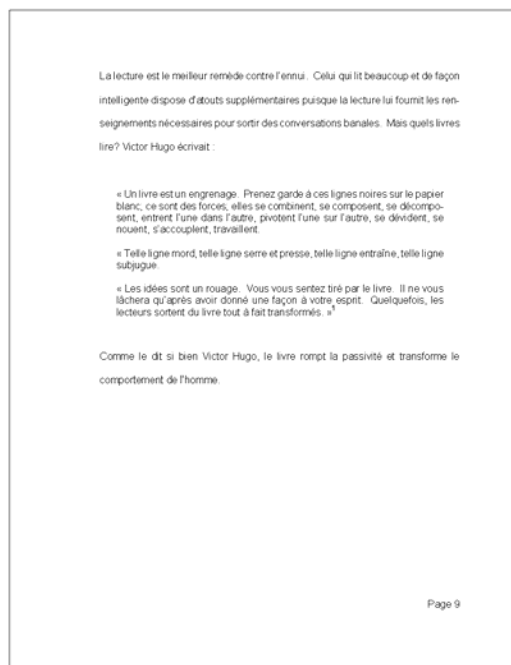 La lecture est le meilleur remède contre l'ennui.  Celui qui lit beaucoup et de façon
intelligente dispose d'atouts supplémentaires puisque la lecture lui fournit les ren-
seignements nécessaires pour sortir des conversations banales.  Mais quels livres
lire? Victor Hugo écrivait :
« Un livre est un engrenage.  Prenez garde à ces lignes noires sur le papier
blanc, ce sont des forces, elles se combinent, se composent, se décompo-
sent, entrent l'une dans l'autre, pivotent l'une sur l'autre, se dévident, se
nouent, s'accouplent, travaillent.
« Telle ligne mord, telle ligne serre et presse, telle ligne entraîne, telle ligne
subjugue.
« Les idées sont un rouage.  Vous vous sentez tiré par le livre.  Il ne vous
lâchera qu'après avoir donné une façon à votre esprit.  Quelquefois, les
lecteurs sortent du livre tout à fait transformés. »¹
Comme le dit si bien Victor Hugo, le livre rompt la passivité et transforme le
comportement de l'homme.
Page 9